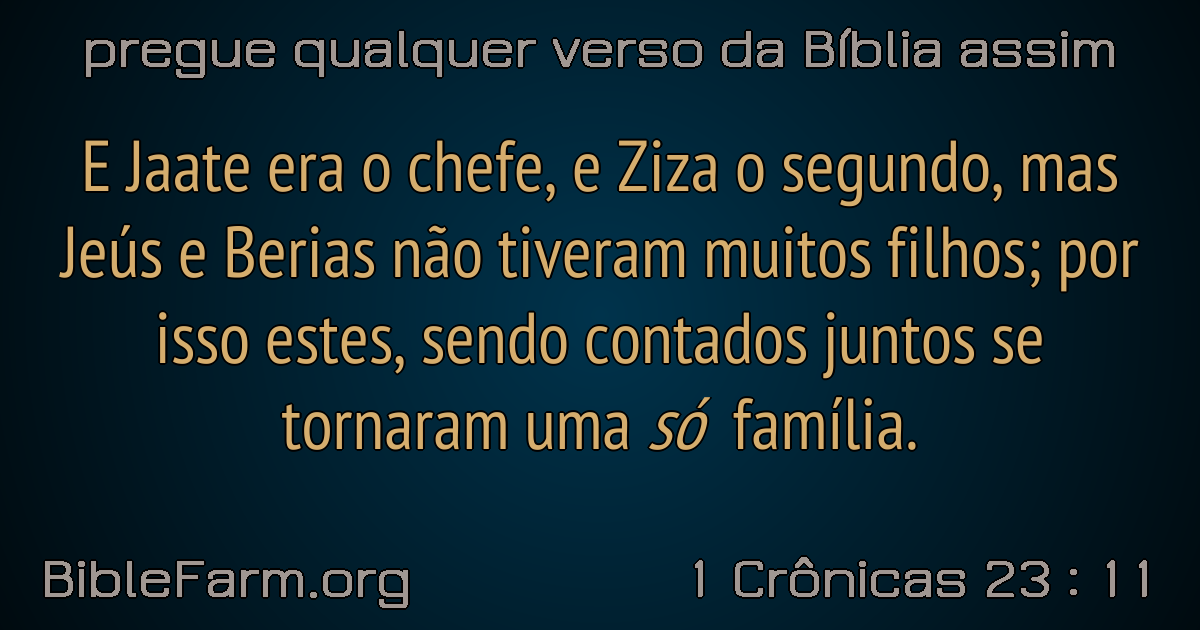 pregue qualquer verso da Bíblia assim
E Jaate era o chefe, e Ziza o segundo, mas
Jeús e Berias não tiveram muitos filhos; por
isso estes, sendo contados juntos se
tornaram uma só família.
BibleFarm.org
1 Crônicas 23 : 11